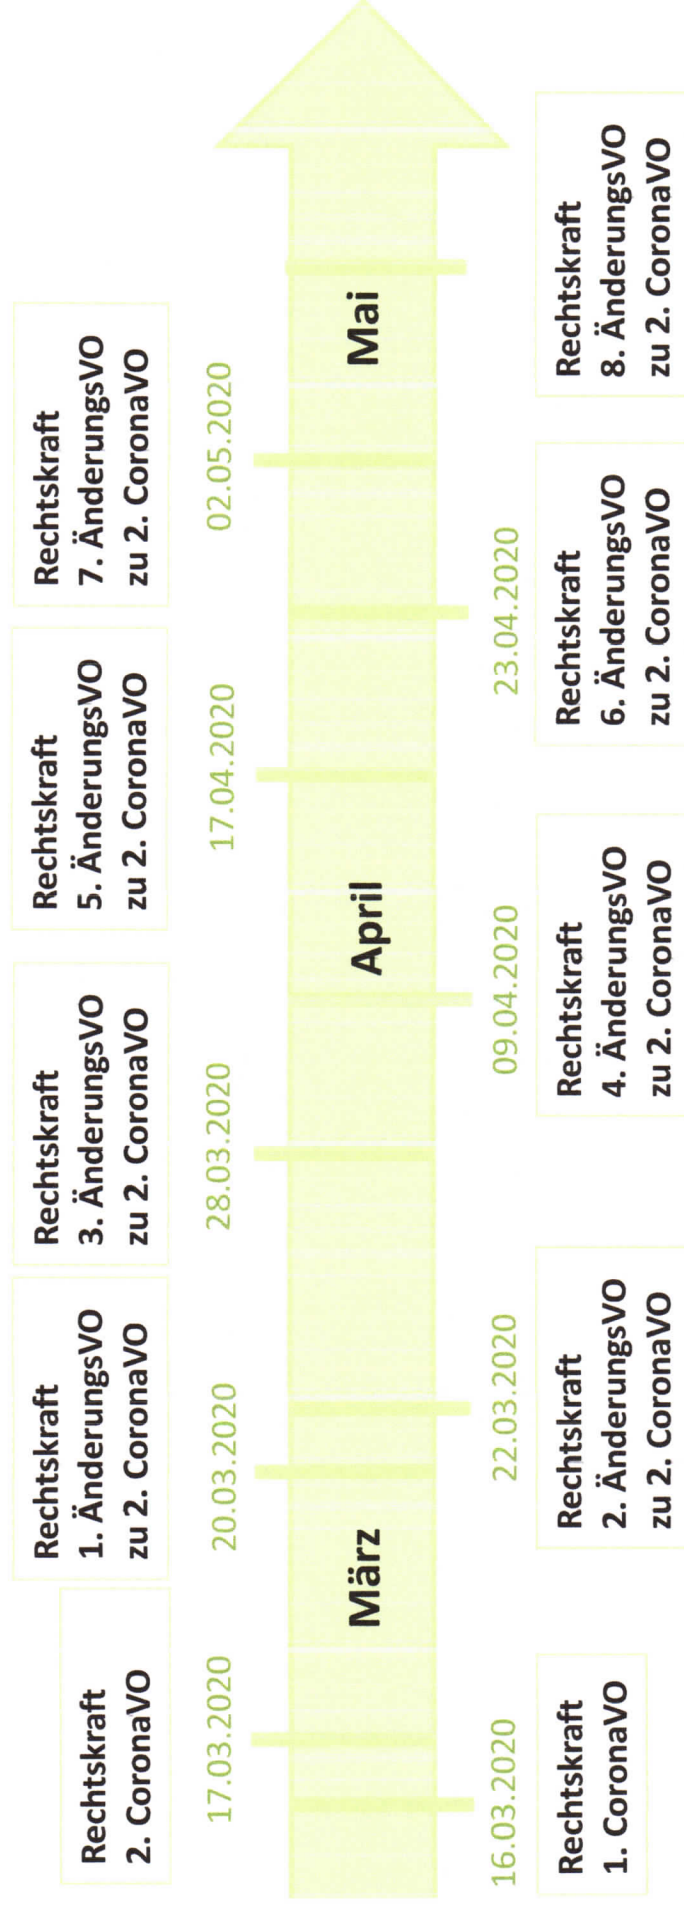 Rechtskraft
2. CoronaVO
Rechtskraft
1. ÄnderungsVO
zu 2. CoronaVO
Rechtskraft
3. ÄnderungsVO
zu 2. CoronaVO
Rechtskraft
5. ÄnderungsVO
zu 2. CoronaVO
Rechtskraft
7. ÄnderungsVO
zu 2. CoronaVO
17.03.2020
20.03.2020
28.03.2020
17.04.2020
02.05.2020
März
April
Mai
16.03.2020
22.03.2020
09.04.2020
23.04.2020
Rechtskraft
1. CoronaVO
Rechtskraft
2. ÄnderungsVO
zu 2. CoronaVO
Rechtskraft
4. ÄnderungsVO
zu 2. CoronaVO
Rechtskraft
6. ÄnderungsVO
zu 2. CoronaVO
Rechtskraft
8. ÄnderungsVO
zu 2. CoronaVO